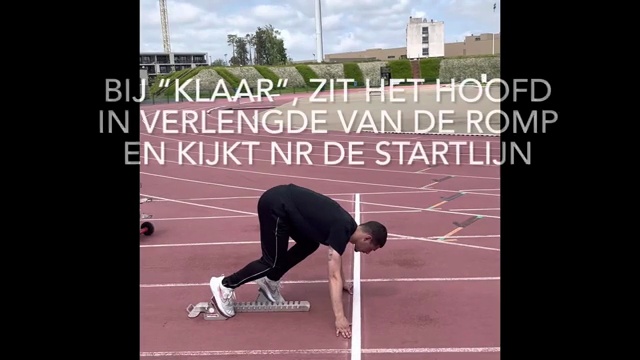 BIJ “KLAAR”, ZIT HET HOOFD
IN VERLENGDE VAN DE ROMP
EN KIJKT NR DE STARTLIJN